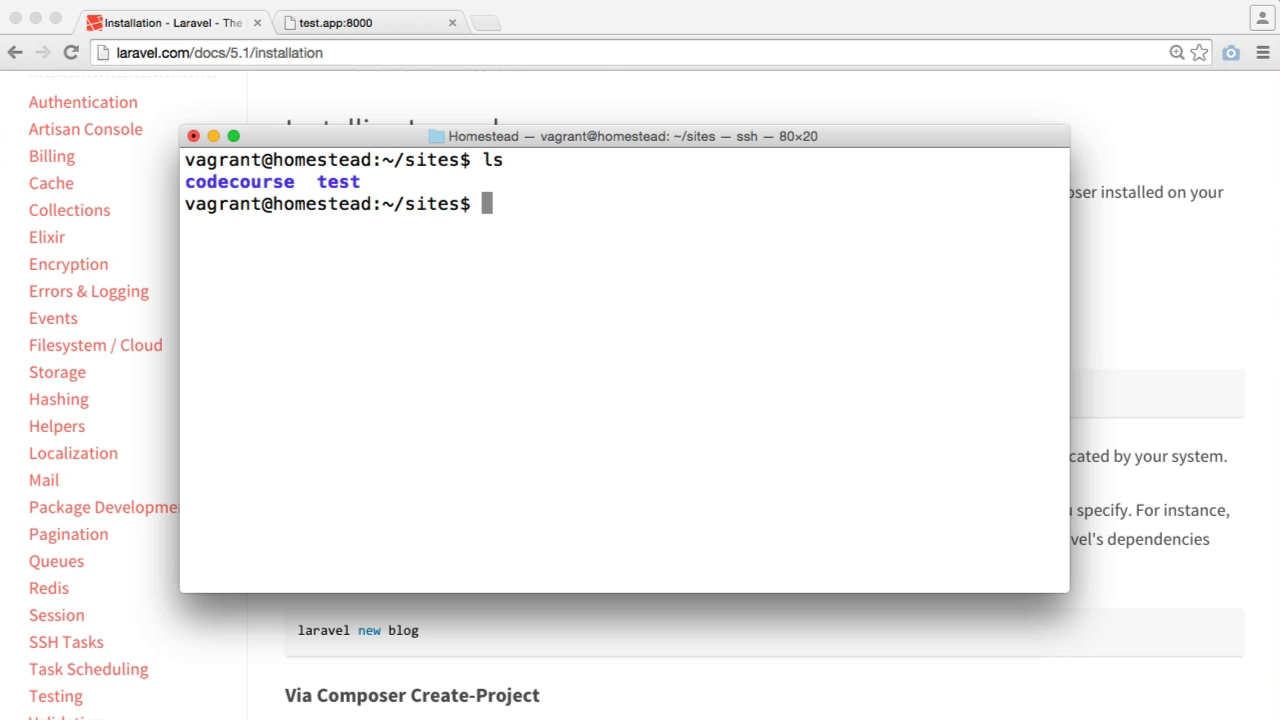 Installation - Laravel - The
test.app:8000
laravel.com/docs/5.1/installation
Authentication
Artisan Console
Billing
Cache
Collections
Elixir
Encryption
Errors & Logging
Events
Filesystem / Cloud
Storage
Hashing
Helpers
Localization
Mail
Package Developme
Pagination
Queues
Redis
Session
SSH Tasks
Task Scheduling
Testing
Homestead — vagrant@homestead: ~/sites — ssh — 80×20
vagrant@homestead:~/sites$ ls
codecourse test
vagrant@homestead:~/sites$
oser installed on your
cated by your system.
specify. For instance,
vel's dependencies
laravel new blog
Via Composer Create-Project